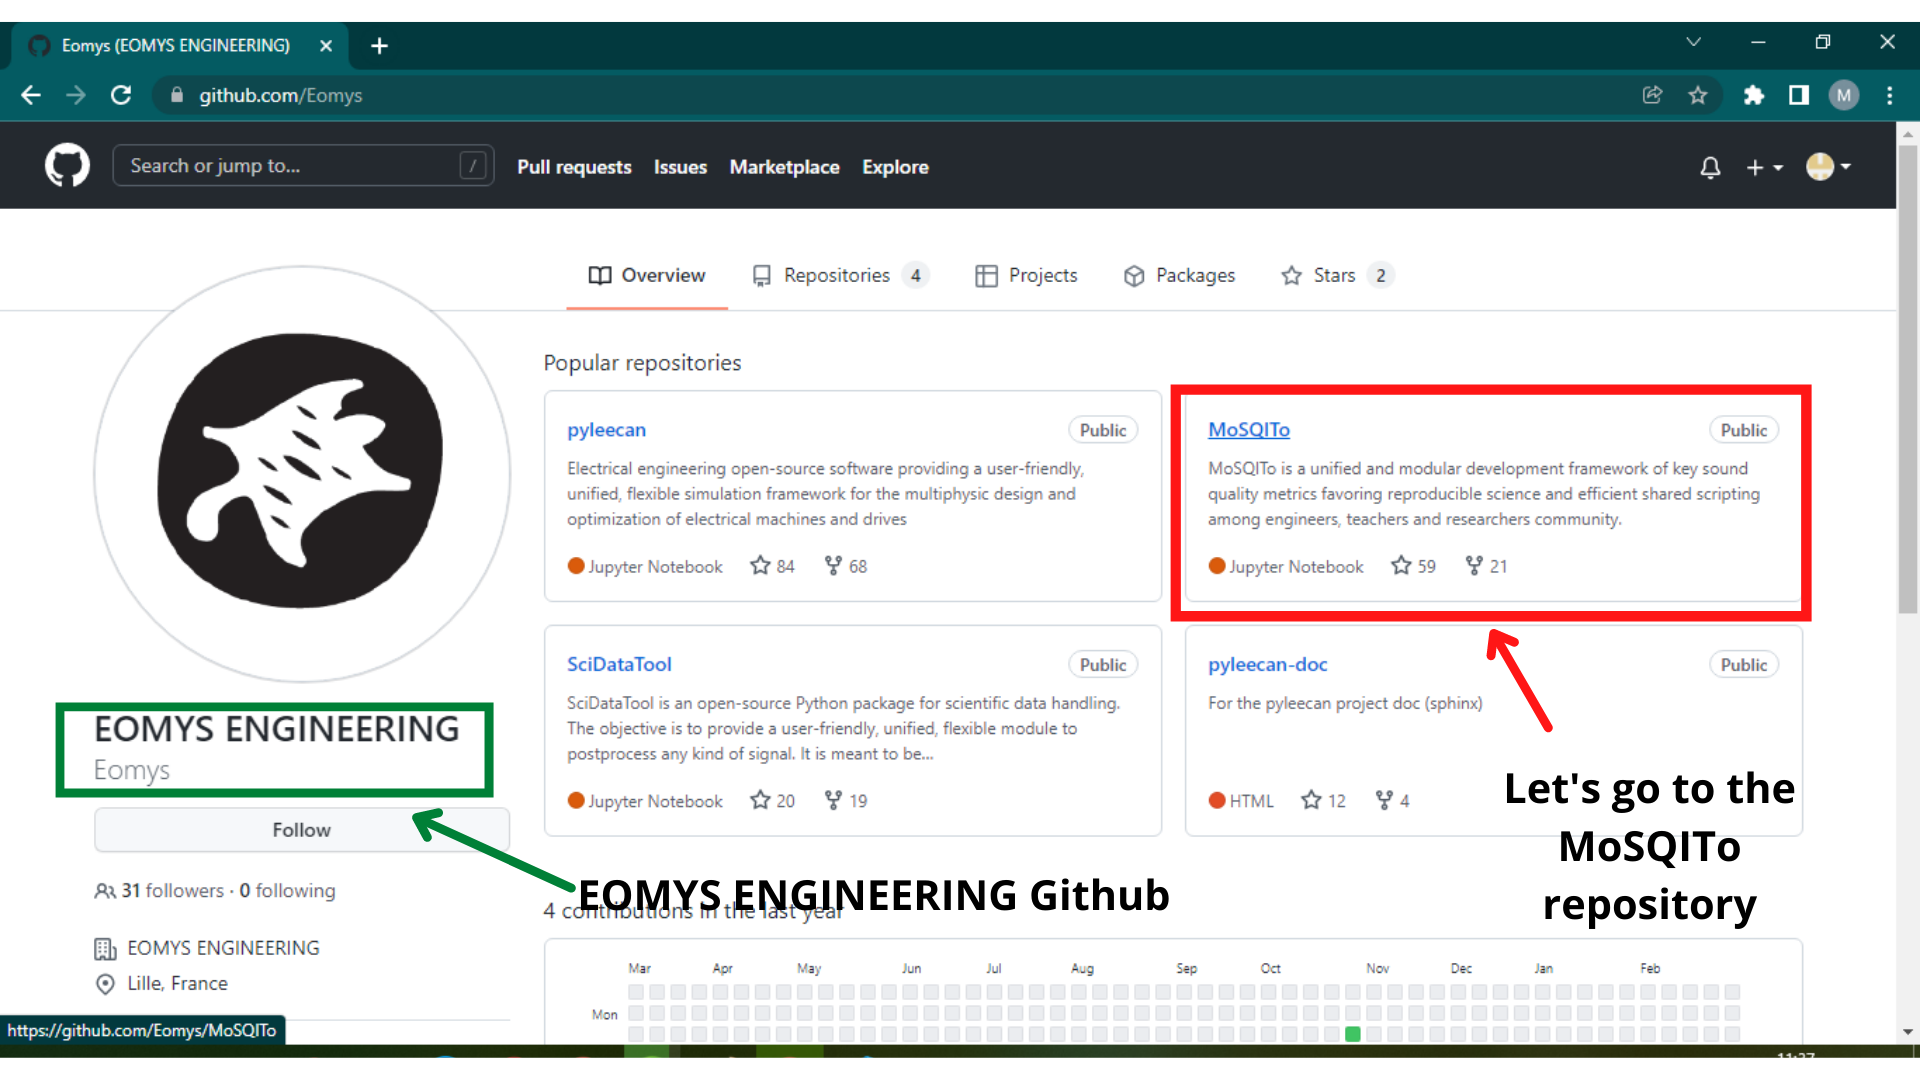 Eomys (EOMYS ENGINEERING)
github.com/Eomys
M
Search or jump to...
/
Pull requests Issues Marketplace Explore
Overview Repositories 4 Projects Packages Stars 2
Popular repositories
pyleecan Public
Electrical engineering open-source software providing a user-friendly,
unified, flexible simulation framework for the multiphysic design and
optimization of electrical machines and drives
Jupyter Notebook 84 68
MoSQITo Public
MoSQITo is a unified and modular development framework of key sound
quality metrics favoring reproducible science and efficient shared scripting
among engineers, teachers and researchers community.
Jupyter Notebook 59 21
SciDataTool Public
SciDataTool is an open-source Python package for scientific data handling.
The objective is to provide a user-friendly, unified, flexible module to
postprocess any kind of signal. It is meant to be...
Jupyter Notebook 20 19
pyleecan-doc Public
For the pyleecan project doc (sphinx)
HTML 12 4
Let's go to the
MoSQITo
repository
EOMYS ENGINEERING
Eomys
Follow
31 followers · 0 following
EOMYS ENGINEERING
Lille, France
EOMYS ENGINEERING Github
4 contributions in the last year
Mar Apr May Jun Jul Aug Sep Oct Nov Dec Jan Feb
Mon
https://github.com/Eomys/MoSQITo